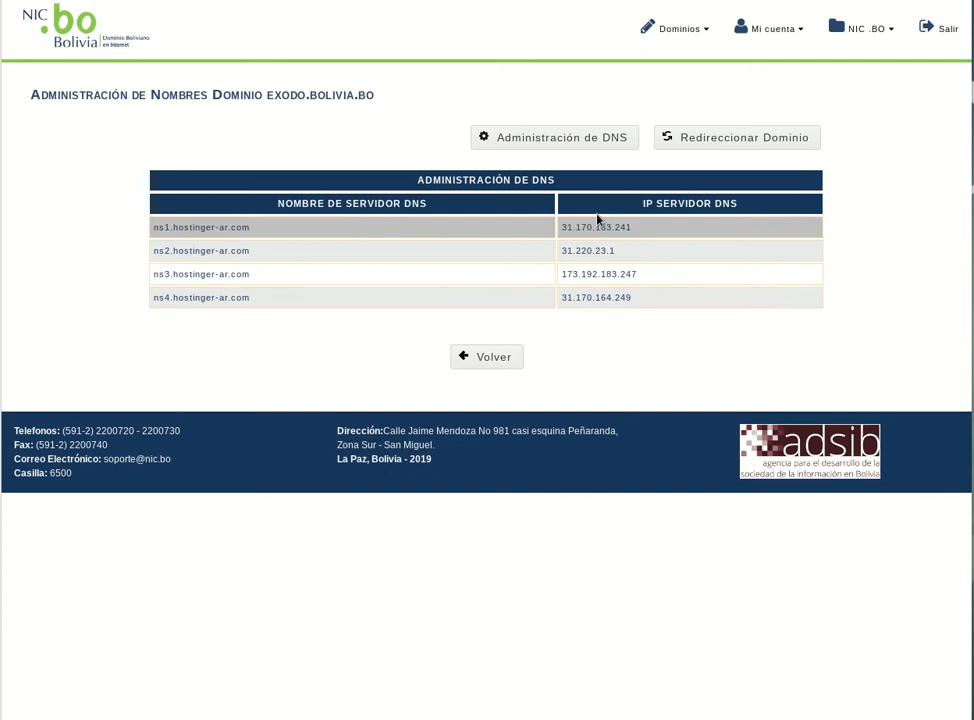 NIC .bo
Bolivia Dominio Boliviano en Internet
Dominios Mi cuenta NIC .BO Salir
Administración de Nombres Dominio exodo.bolivia.bo
Administración de DNS Redireccionar Dominio
ADMINISTRACIÓN DE DNS
NOMBRE DE SERVIDOR DNS IP SERVIDOR DNS
ns1.hostinger-ar.com 31.170.163.241
ns2.hostinger-ar.com 31.220.23.1
ns3.hostinger-ar.com 173.192.183.247
ns4.hostinger-ar.com 31.170.164.249
Volver
Telefonos: (591-2) 2200720 - 2200730
Fax: (591-2) 2200740
Correo Electrónico: soporte@nic.bo
Casilla: 6500
Dirección:Calle Jaime Mendoza No 981 casi esquina Peñaranda,
Zona Sur - San Miguel.
La Paz, Bolivia - 2019
adsib
agencia para el desarrollo de la
sociedad de la información en Bolivia